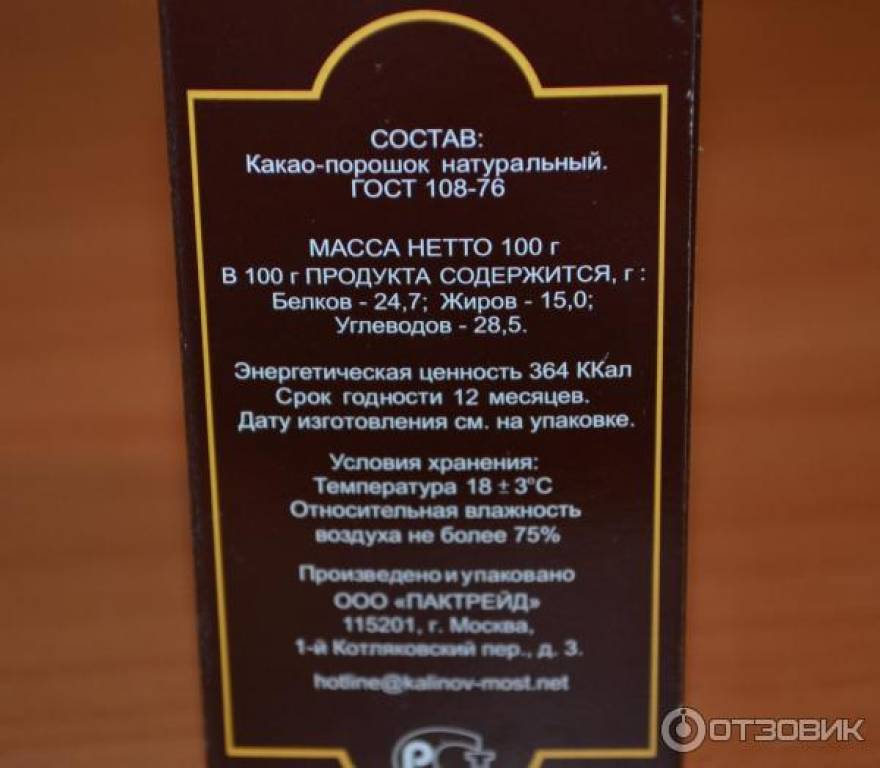 СОСТАВ:
Какао-порошок натуральный.
ГОСТ 108-76
МАССА НЕТТО 100 г
В 100 г ПРОДУКТА СОДЕРЖИТСЯ, г :
Белков - 24,7; Жиров - 15,0;
Углеводов - 28,5.
Энергетическая ценность 364 ККал
Срок годности 12 месяцев.
Дату изготовления см. на упаковке.
Условия хранения:
Температура 18 ± 3°С
Относительная влажность
воздуха не более 75%
Произведено и упаковано
ООО «ПАКТРЕЙД»
115201, г. Москва,
1-й Котляковский пер., д. 3.
hotline@kalinov-most.net
РСТ
ОТЗОВИК